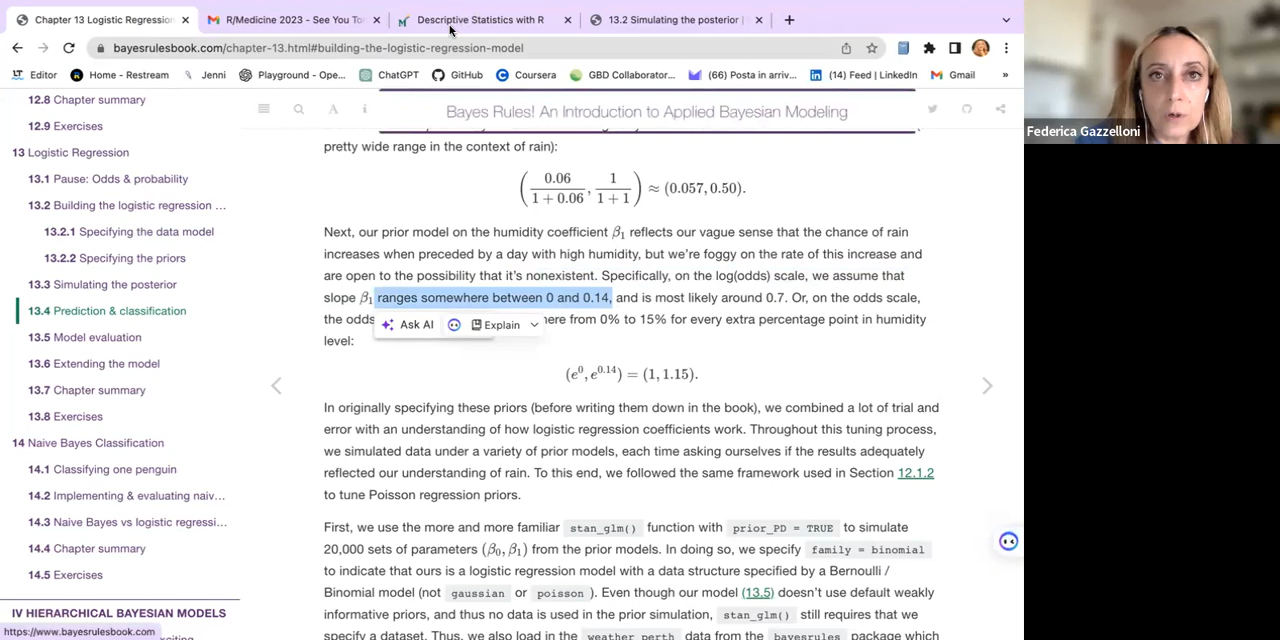 Chapter 13 Logistic Regression
R/Medicine 2023 - See You To
Descriptive Statistics with R
13.2 Simulating the posterior |
bayesrulesbook.com/chapter-13.html#building-the-logistic-regression-model
Editor
Home - Restream
Jenni
Playground - Ope...
ChatGPT
GitHub
Coursera
GBD Collaborator...
(66) Posta in arriv...
(14) Feed | LinkedIn
Gmail
»
12.8 Chapter summary
12.9 Exercises
13 Logistic Regression
13.1 Pause: Odds & probability
13.2 Building the logistic regression ...
13.2.1 Specifying the data model
13.2.2 Specifying the priors
13.3 Simulating the posterior
13.4 Prediction & classification
13.5 Model evaluation
13.6 Extending the model
13.7 Chapter summary
13.8 Exercises
14 Naive Bayes Classification
14.1 Classifying one penguin
14.2 Implementing & evaluating naiv...
14.3 Naive Bayes vs logistic regressi...
14.4 Chapter summary
14.5 Exercises
IV HIERARCHICAL BAYESIAN MODELS
https://www.bayesrulesbook.com
Bayes Rules! An Introduction to Applied Bayesian Modeling
pretty wide range in the context of rain):
(0.06/(1 + 0.06), 1/(1 + 1)) ≈ (0.057, 0.50).
Next, our prior model on the humidity coefficient β1 reflects our vague sense that the chance of rain
increases when preceded by a day with high humidity, but we're foggy on the rate of this increase and
are open to the possibility that it's nonexistent. Specifically, on the log(odds) scale, we assume that
slope β1 ranges somewhere between 0 and 0.14, and is most likely around 0.7. Or, on the odds scale,
the odds
Ask AI
Explain
here from 0% to 15% for every extra percentage point in humidity
level:
(e^0, e^0.14) = (1, 1.15).
In originally specifying these priors (before writing them down in the book), we combined a lot of trial and
error with an understanding of how logistic regression coefficients work. Throughout this tuning process,
we simulated data under a variety of prior models, each time asking ourselves if the results adequately
reflected our understanding of rain. To this end, we followed the same framework used in Section 12.1.2
to tune Poisson regression priors.
First, we use the more and more familiar stan_glm() function with prior_PD = TRUE to simulate
20,000 sets of parameters (β0, β1) from the prior models. In doing so, we specify family = binomial
to indicate that ours is a logistic regression model with a data structure specified by a Bernoulli /
Binomial model (not gaussian or poisson ). Even though our model (13.5) doesn't use default weakly
informative priors, and thus no data is used in the prior simulation, stan_glm() still requires that we
specify a dataset. Thus, we also load in the weather_perth data from the bayesrules package which
Federica Gazzelloni